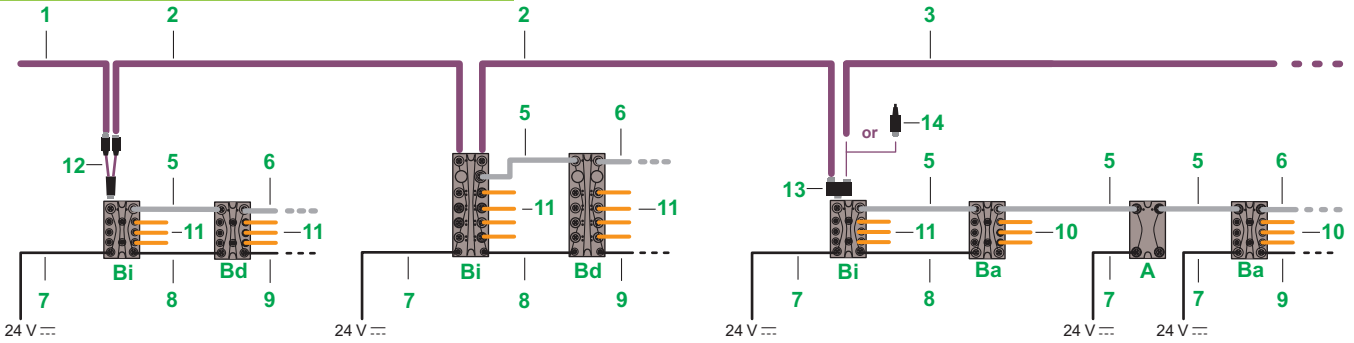 1 2 2 3
5 6
or 14
12 5 6 13 5 5 5 6
11 11 11 11 11 10 10
Bi Bd Bi Bd Bi Ba A Ba
7 8 9 7 8 9 7 8 7 7 9
24 V 24 V 24 V 24 V 24 V